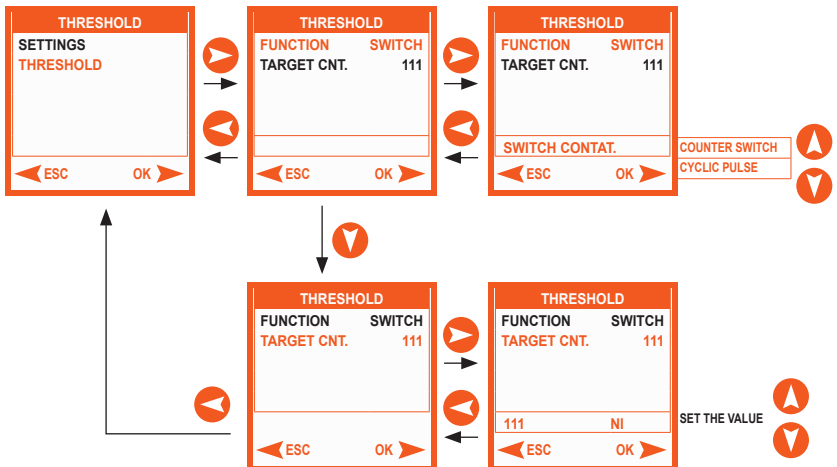 THRESHOLD
SETTINGS
THRESHOLD
ESC OK
THRESHOLD
FUNCTION SWITCH
TARGET CNT. 111
ESC OK
THRESHOLD
FUNCTION SWITCH
TARGET CNT. 111
SWITCH CONTAT.
ESC OK
COUNTER SWITCH
CYCLIC PULSE
THRESHOLD
FUNCTION SWITCH
TARGET CNT. 111
ESC OK
THRESHOLD
FUNCTION SWITCH
TARGET CNT. 111
111 NI
ESC OK
SET THE VALUE